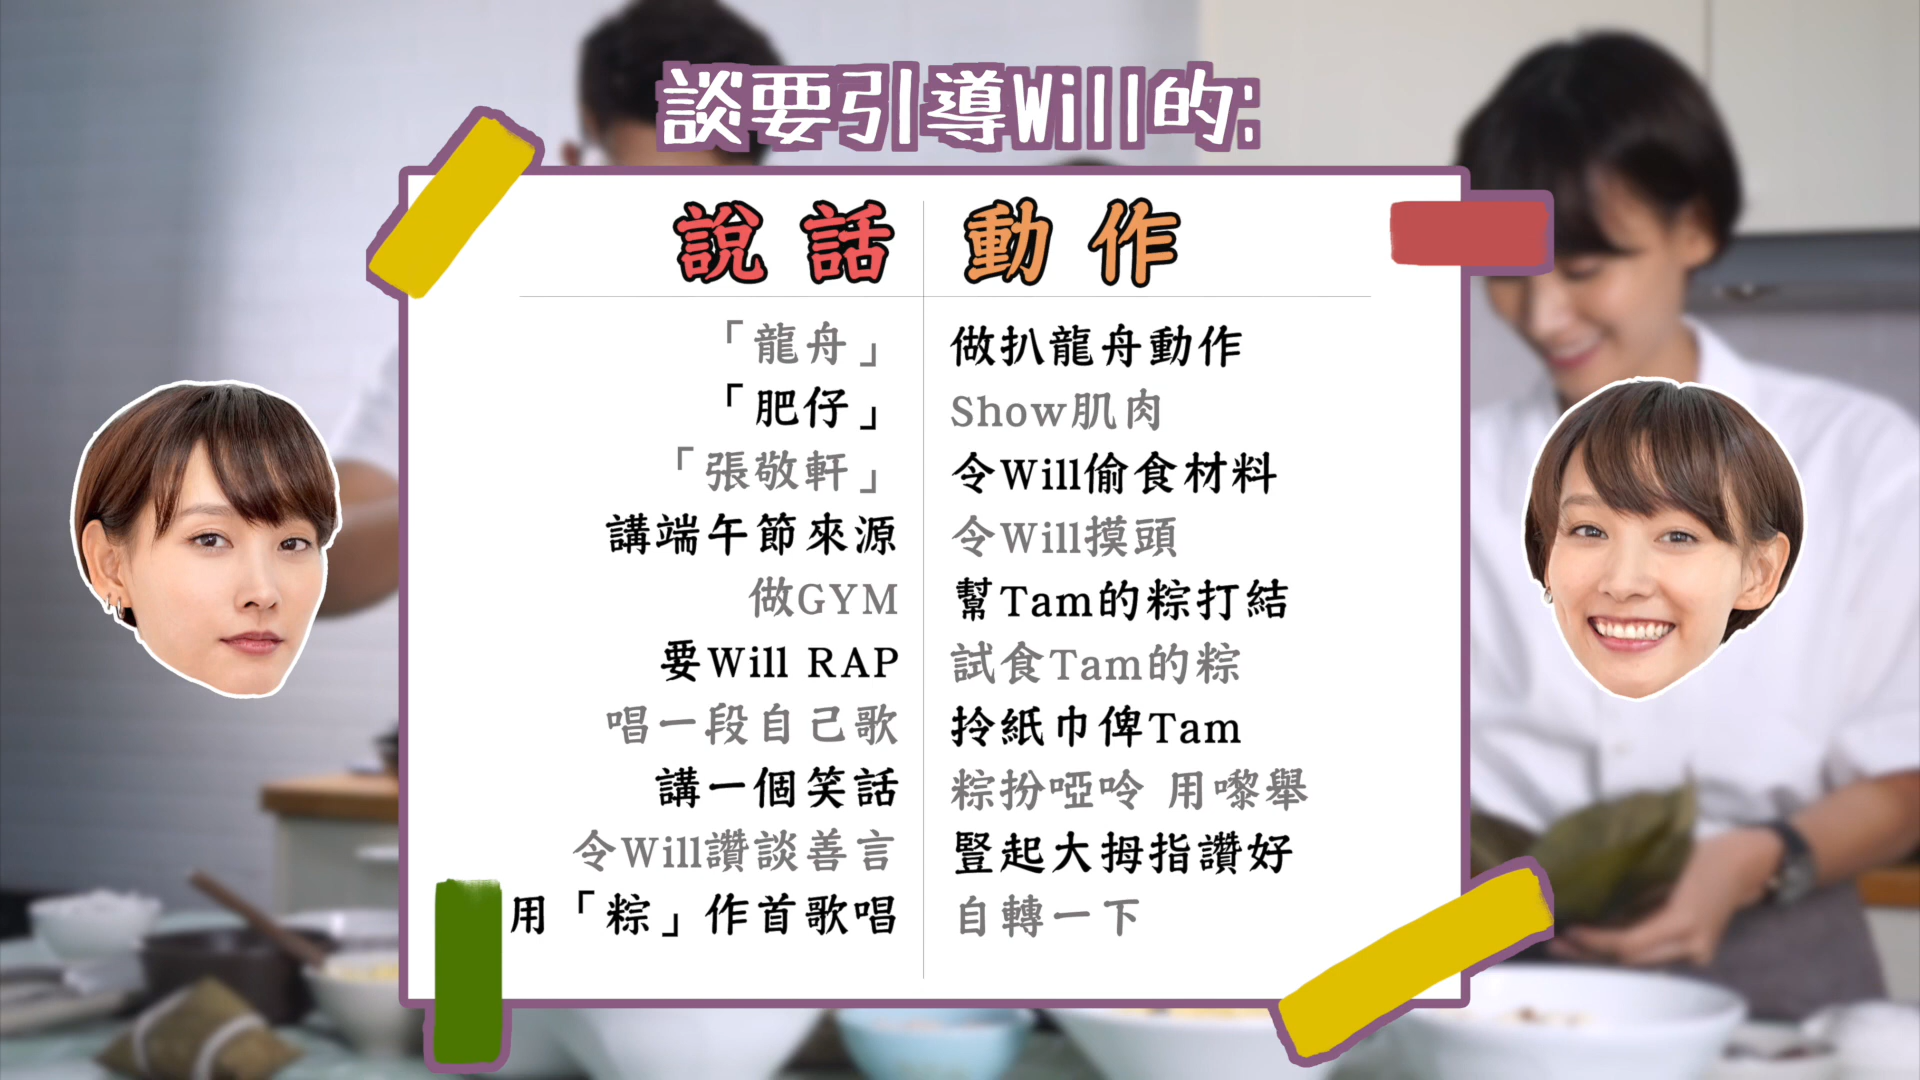 談要引導Will的:
說話 動作
「龍舟」 做扒龍舟動作
「肥仔」 Show肌肉
「張敬軒」 令Will偷食材料
講端午節來源 令Will摸頭
做GYM 幫Tam的粽打結
要Will RAP 試食Tam的粽
唱一段自己歌 拎紙巾俾Tam
講一個笑話 粽扮啞呤 用嚟舉
令Will讚談善言 豎起大拇指讚好
用「粽」作首歌唱 自轉一下